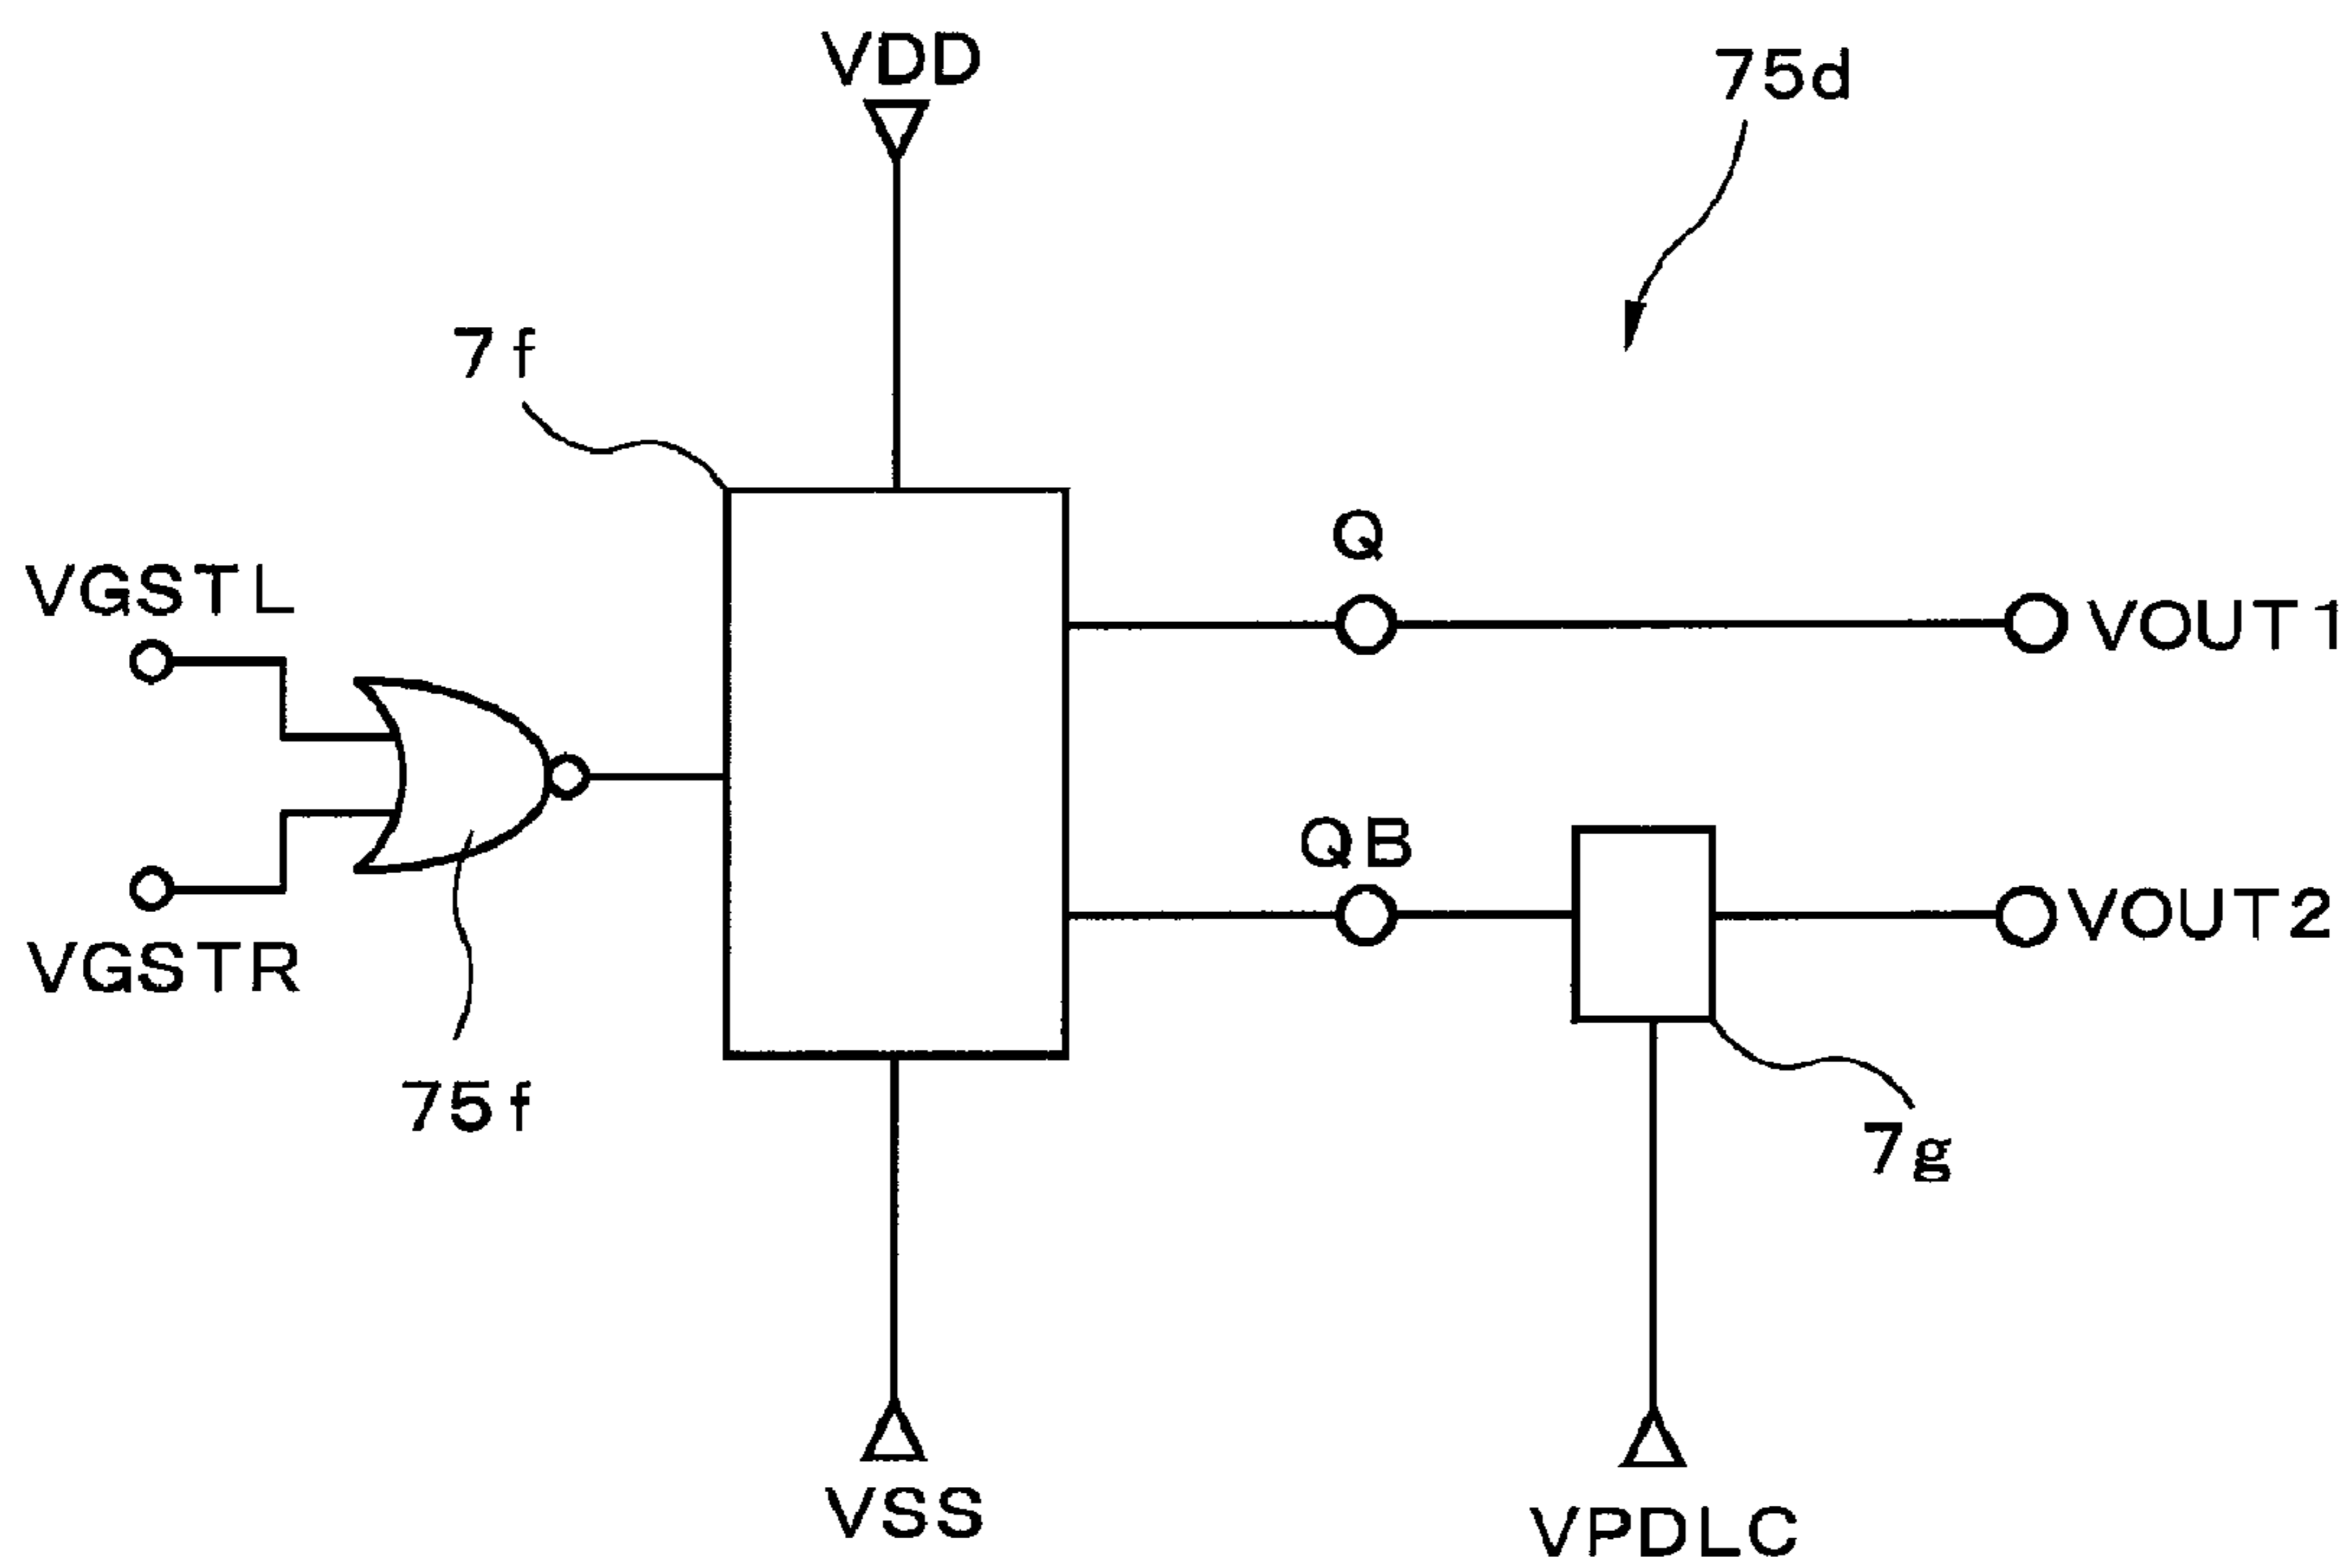 VDD
75d
7f
Q
VGSTL
VOUT1
QB
VOUT2
VGSTR
75f
7g
VSS
VPDLC